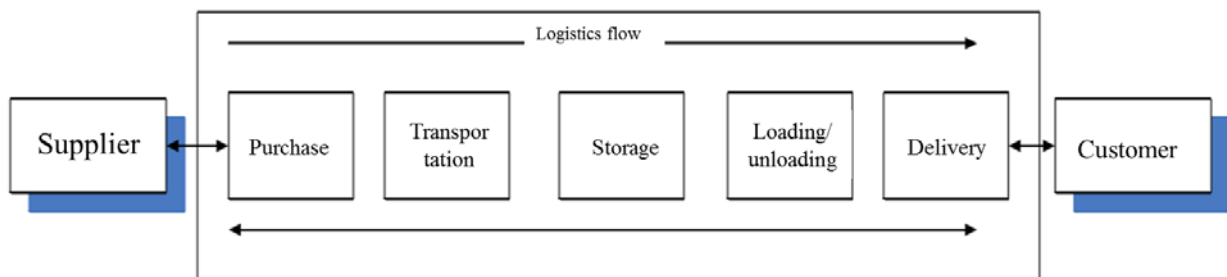 Logistics flow
Supplier
Purchase
Transpor
tation
Storage
Loading/
unloading
Delivery
Customer